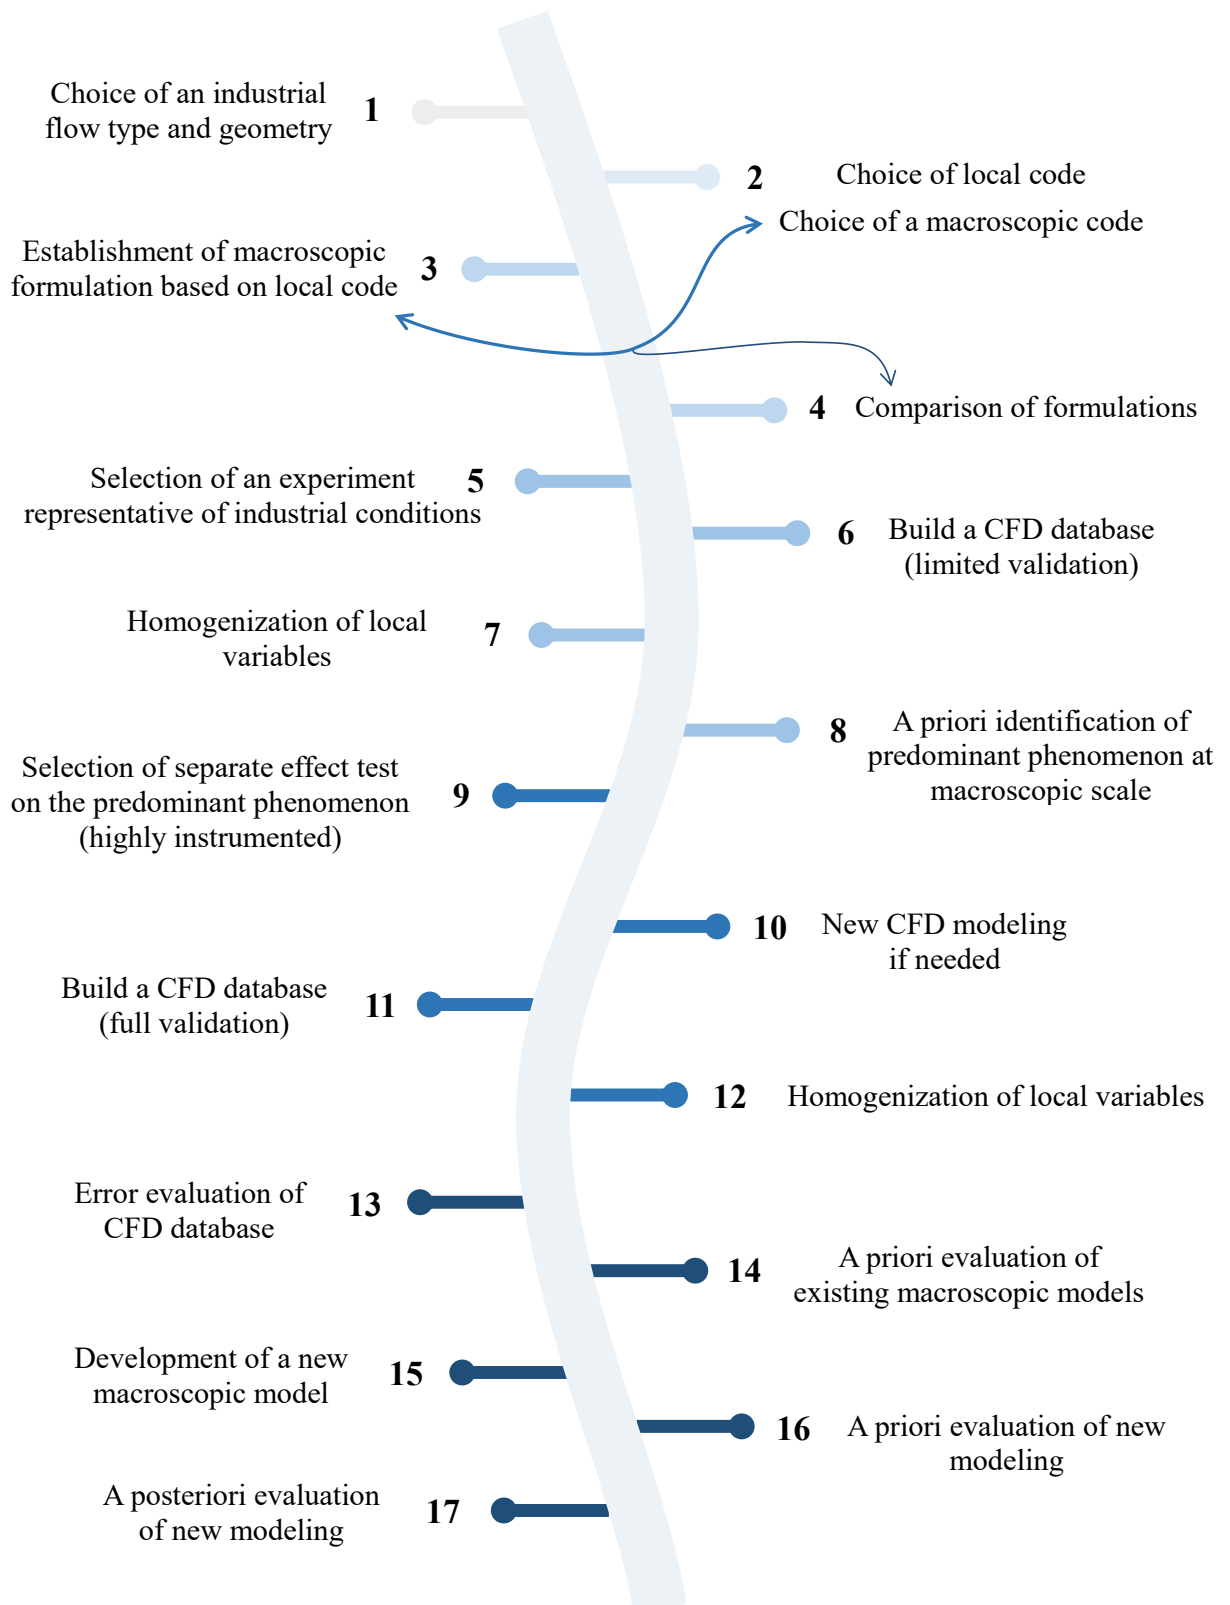 Choice of an industrial
flow type and geometry
1
2
Choice of local code
Choice of a macroscopic code
Establishment of macroscopic
formulation based on local code
3
4
Comparison of formulations
Selection of an experiment
representative of industrial conditions
5
6
Build a CFD database
(limited validation)
Homogenization of local
variables
7
8
A priori identification of
predominant phenomenon at
macroscopic scale
Selection of separate effect test
on the predominant phenomenon
(highly instrumented)
9
10
New CFD modeling
if needed
Build a CFD database
(full validation)
11
12
Homogenization of local variables
Error evaluation of
CFD database
13
14
A priori evaluation of
existing macroscopic models
Development of a new
macroscopic model
15
16
A priori evaluation of new
modeling
A posteriori evaluation
of new modeling
17